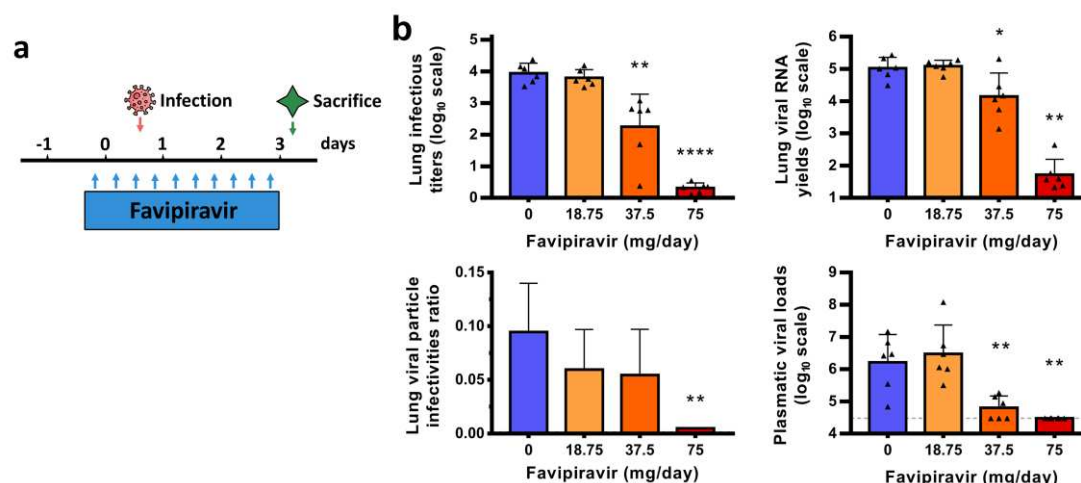 a
Infection
Sacrifice
-1 0 1 2 3 days
Favipiravir
b
Lung infectious
titers (log10 scale)
5
4
3
2
1
0
**
****
0 18.75 37.5 75
Favipiravir (mg/day)
Lung viral RNA
yields (log10 scale)
6
5
4
3
2
1
*
**
0 18.75 37.5 75
Favipiravir (mg/day)
Lung viral particle
infectivities ratio
0.15
0.10
0.05
0.00
**
0 18.75 37.5 75
Favipiravir (mg/day)
Plasmatic viral loads
(log10 scale)
9
8
7
6
5
4
**
**
0 18.75 37.5 75
Favipiravir (mg/day)